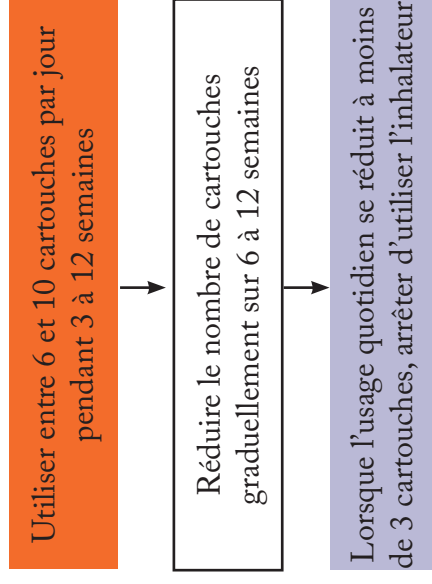 Utiliser entre 6 et 10 cartouches par jour
pendant 3 à 12 semaines
Réduire le nombre de cartouches
graduellement sur 6 à 12 semaines
Lorsque l’usage quotidien se réduit à moins
de 3 cartouches, arrêter d’utiliser l’inhalateur